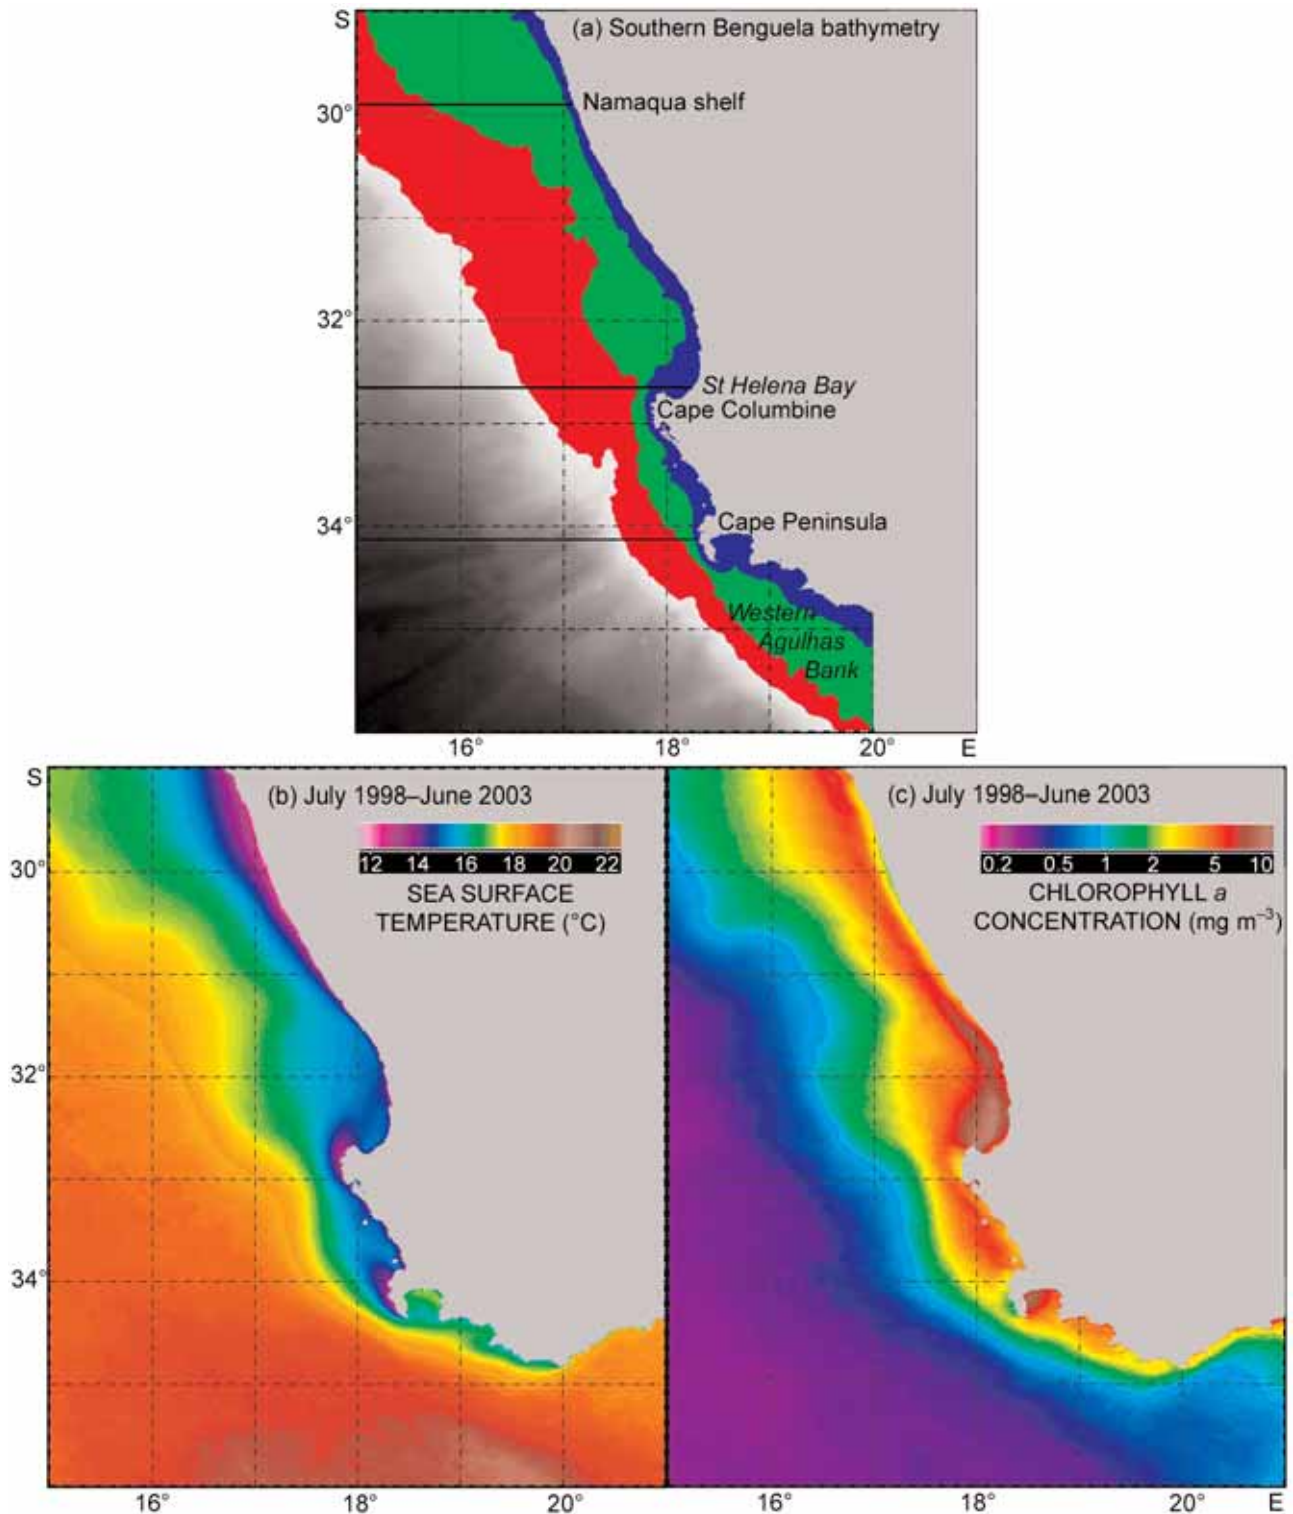 S
(a) Southern Benguela bathymetry
Namaqua shelf
30°
32°
St Helena Bay
Cape Columbine
Cape Peninsula
34°
Western
Agulhas
Bank
16° 18° 20° E
S
(b) July 1998–June 2003
12 14 16 18 20 22
SEA SURFACE
TEMPERATURE (°C)
30°
32°
34°
16° 18° 20°
(c) July 1998–June 2003
0.2 0.5 1 2 5 10
CHLOROPHYLL a
CONCENTRATION (mg m⁻³)
16° 18° 20° E